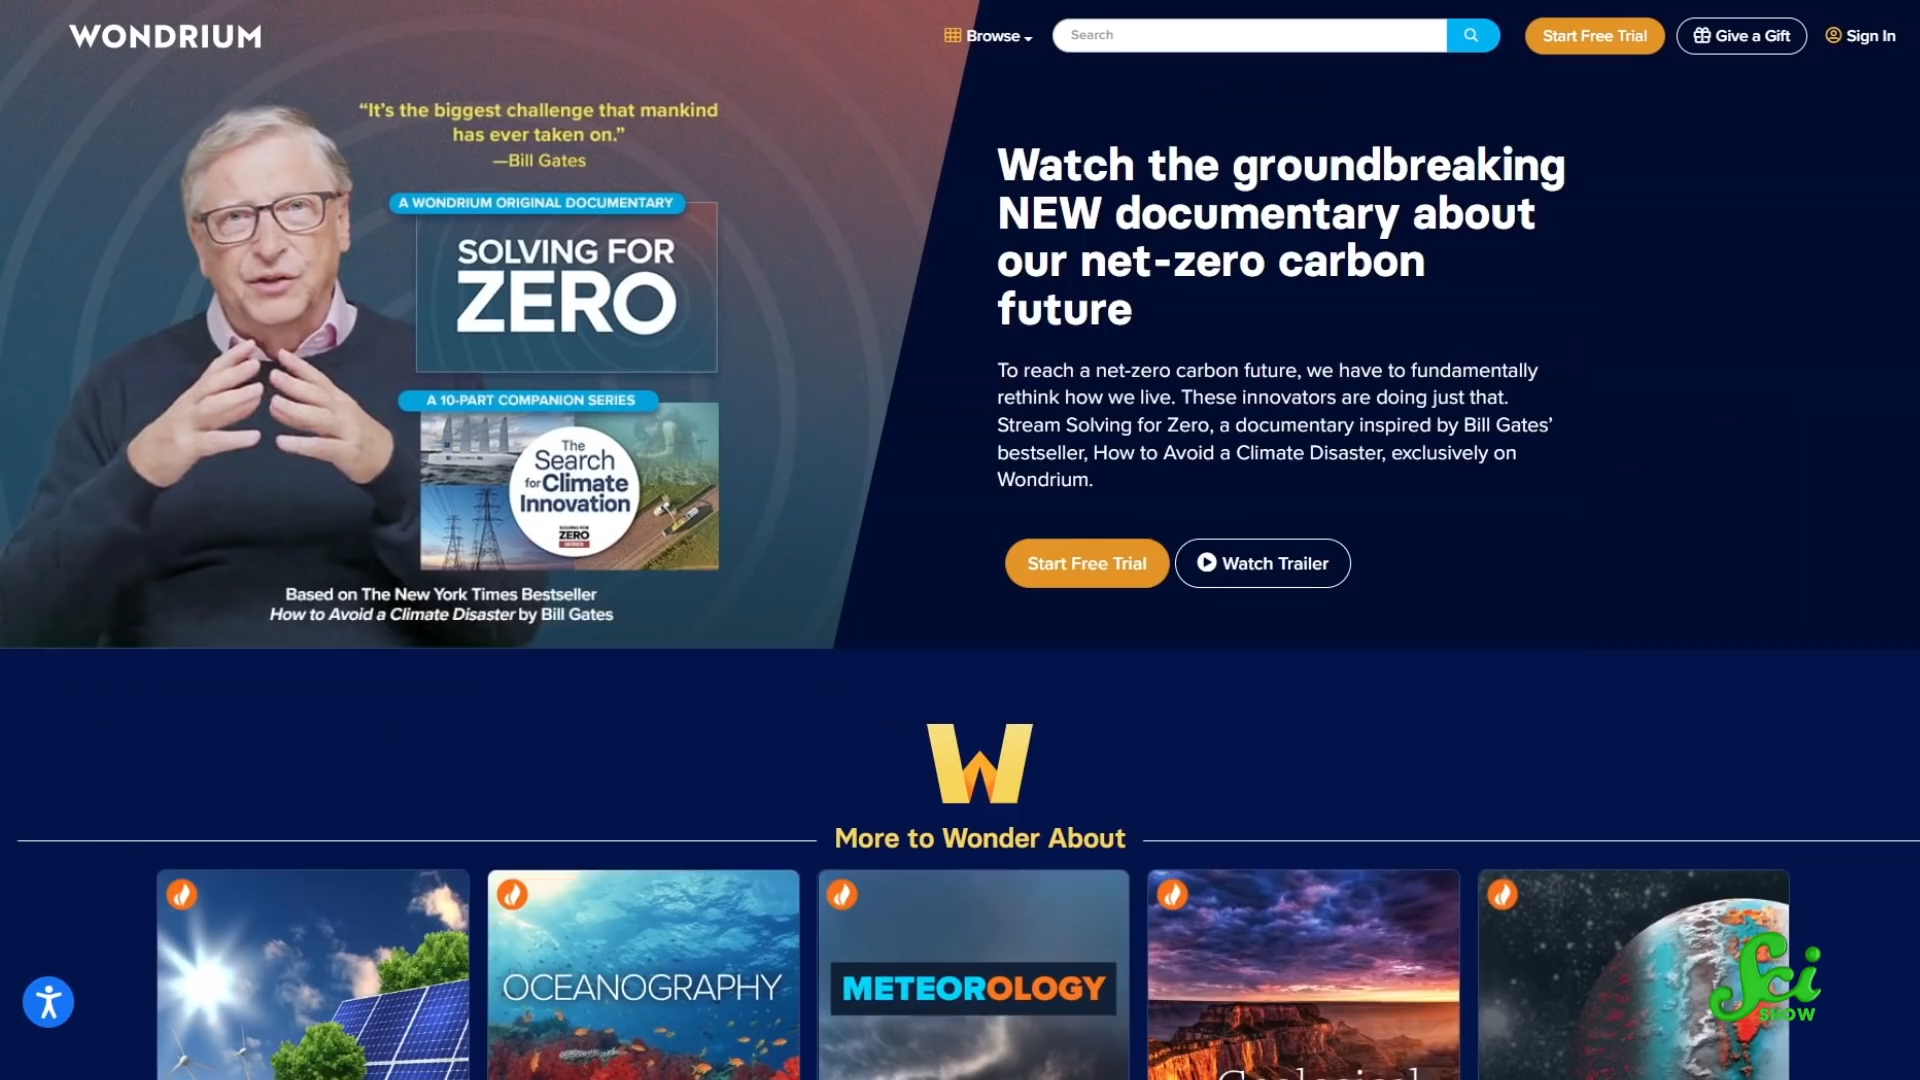 WONDRIUM
Browse
Search
Start Free Trial
Give a Gift
Sign In
“It’s the biggest challenge that mankind
has ever taken on.”
—Bill Gates
A WONDRIUM ORIGINAL DOCUMENTARY
SOLVING FOR
ZERO
A 10-PART COMPANION SERIES
The
Search
for Climate
Innovation
SOLVING FOR
ZERO
SERIES
Based on The New York Times Bestseller
How to Avoid a Climate Disaster by Bill Gates
Watch the groundbreaking
NEW documentary about
our net-zero carbon
future
To reach a net-zero carbon future, we have to fundamentally
rethink how we live. These innovators are doing just that.
Stream Solving for Zero, a documentary inspired by Bill Gates’
bestseller, How to Avoid a Climate Disaster, exclusively on
Wondrium.
Start Free Trial
Watch Trailer
W
More to Wonder About
OCEANOGRAPHY
METEOROLOGY
Geological
Sci
SHOW